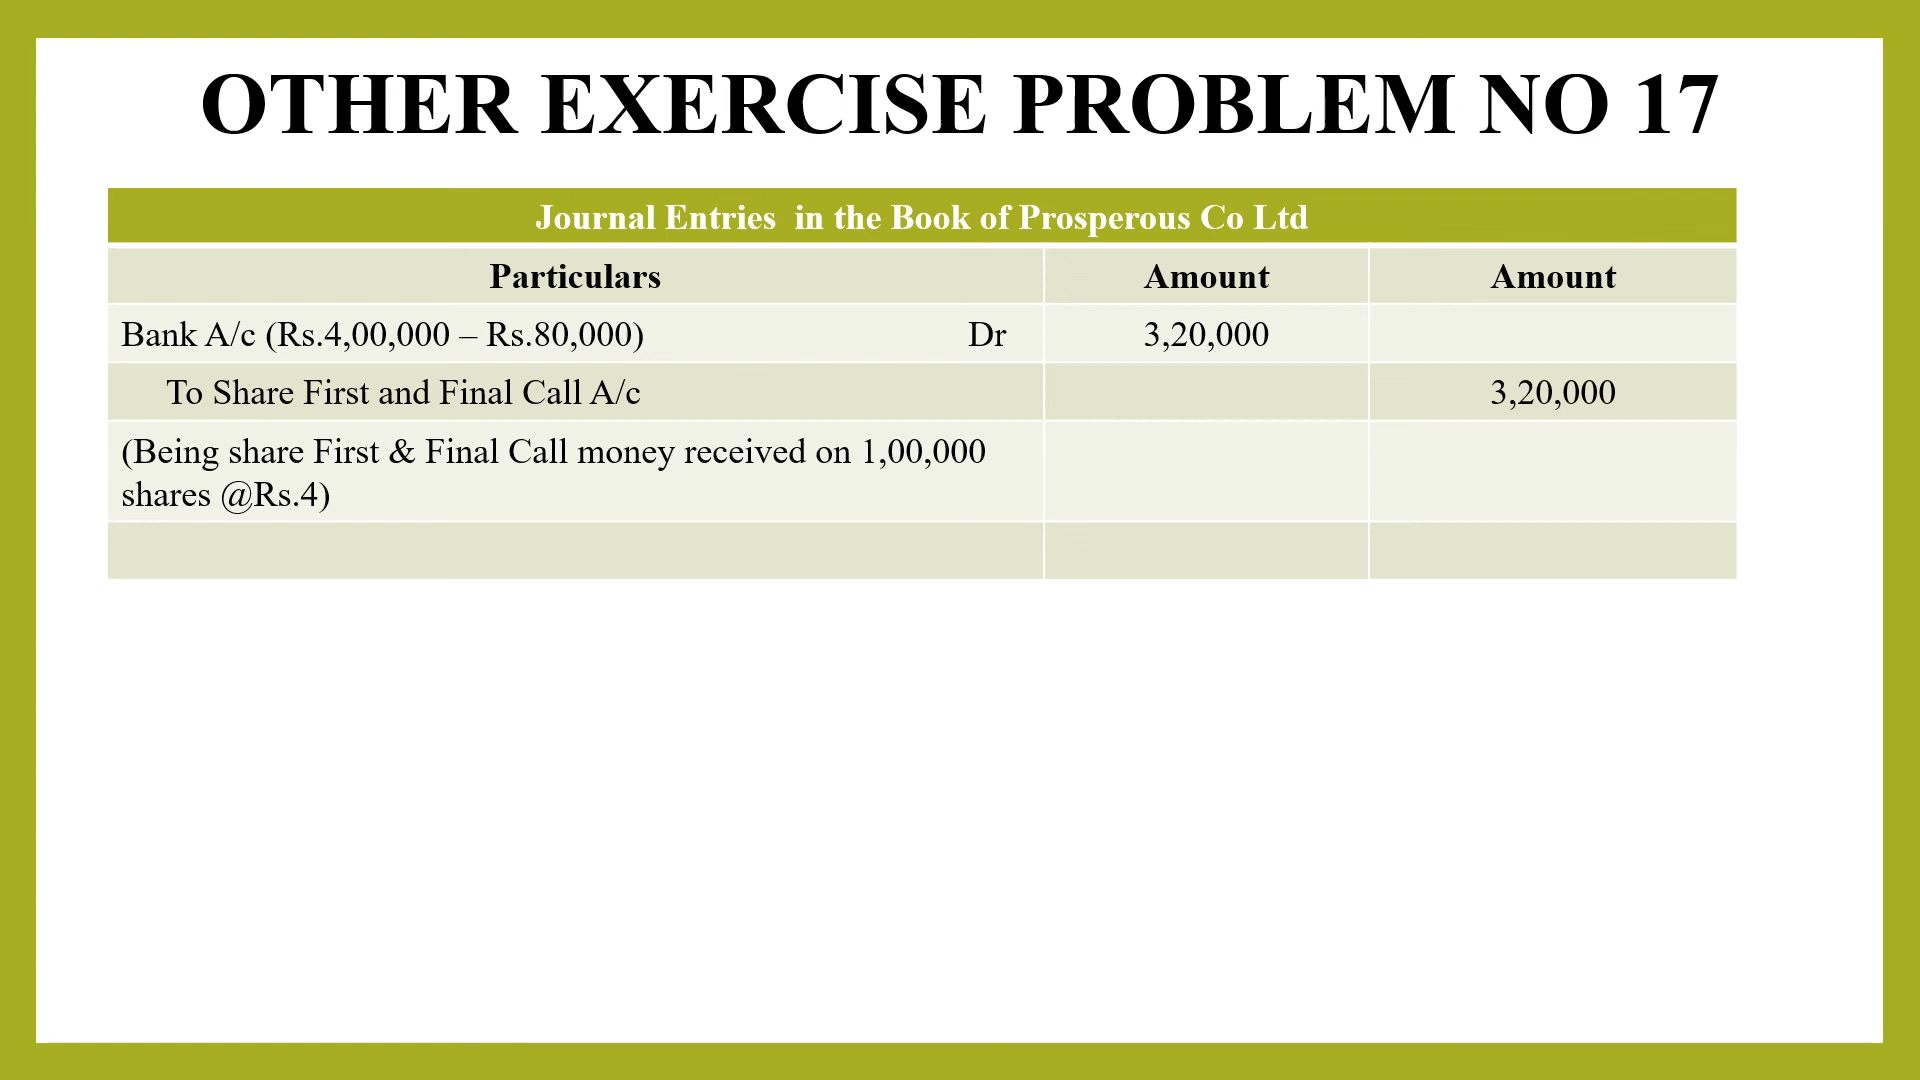 OTHER EXERCISE PROBLEM NO 17
Journal Entries in the Book of Prosperous Co Ltd
Particulars Amount Amount
Bank A/c (Rs.4,00,000 – Rs.80,000) Dr 3,20,000
To Share First and Final Call A/c 3,20,000
(Being share First & Final Call money received on 1,00,000
shares @Rs.4)